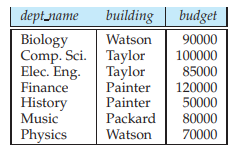 dept_name building budget
Biology Watson 90000
Comp. Sci. Taylor 100000
Elec. Eng. Taylor 85000
Finance Painter 120000
History Painter 50000
Music Packard 80000
Physics Watson 70000